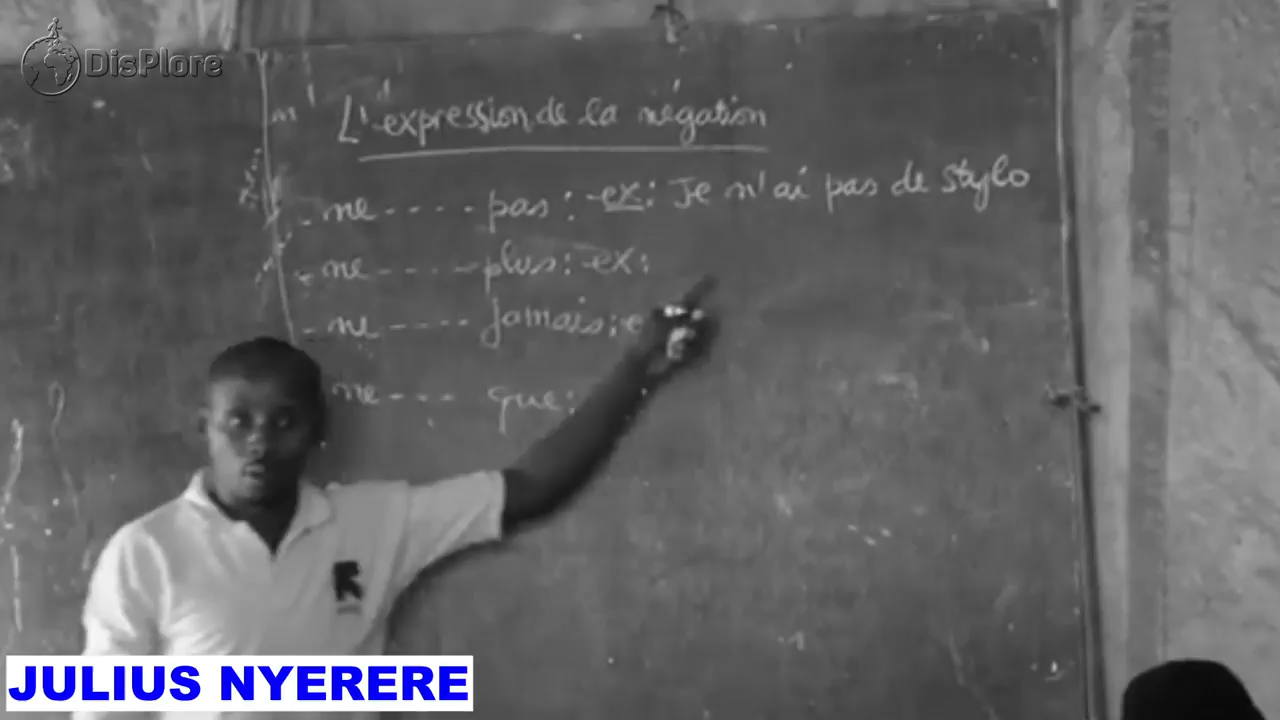 DisPlore
L'expression de la négation
- ne ---- pas : ex : Je n'ai pas de stylo
- ne ---- plus : ex :
- ne ---- jamais : e
ne --- que :
JULIUS NYERERE